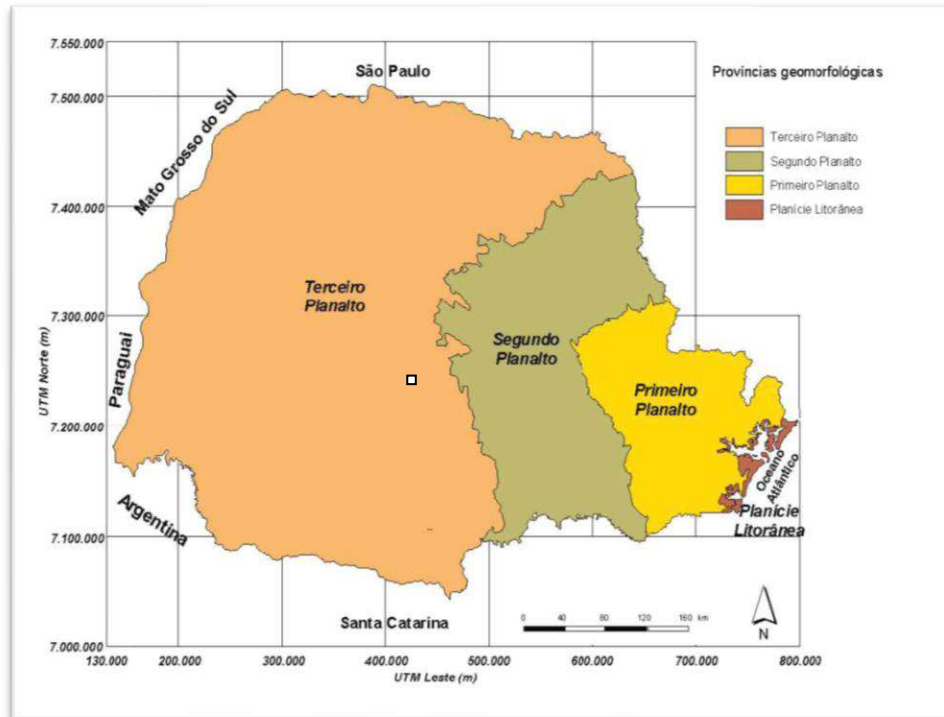 7.550.000
São Paulo
Províncias geomorfológicas
7.500.000
Mato Grosso do Sul
Terceiro Planalto
Segundo Planalto
Primeiro Planalto
Planície Litorânea
7.400.000
Terceiro
Planalto
7.300.000
Segundo
Planalto
UTM Norte (m)
Paraguai
Primeiro
Planalto
7.200.000
Oceano
Atlântico
Argentina
Planície
Litorânea
7.100.000
Santa Catarina
0 40 80 120 160 km
N
7.000.000
130.000 200.000 300.000 400.000 500.000 600.000 700.000 800.000
UTM Leste (m)